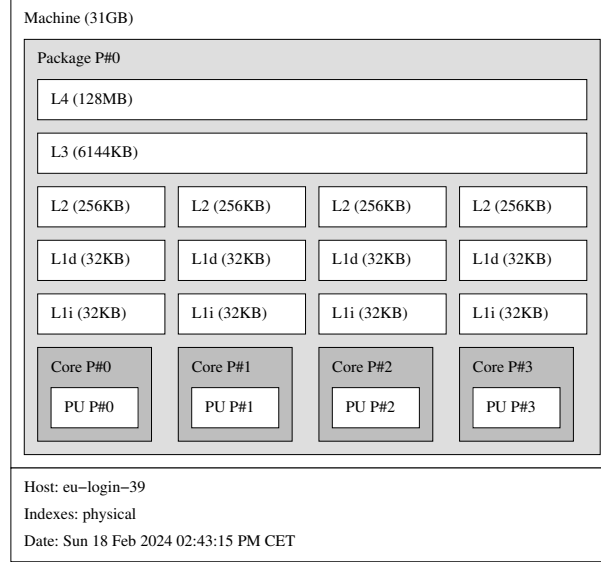 Machine (31GB)
Package P#0
L4 (128MB)
L3 (6144KB)
L2 (256KB) L2 (256KB) L2 (256KB) L2 (256KB)
L1d (32KB) L1d (32KB) L1d (32KB) L1d (32KB)
L1i (32KB) L1i (32KB) L1i (32KB) L1i (32KB)
Core P#0 Core P#1 Core P#2 Core P#3
PU P#0 PU P#1 PU P#2 PU P#3
Host: eu−login−39
Indexes: physical
Date: Sun 18 Feb 2024 02:43:15 PM CET